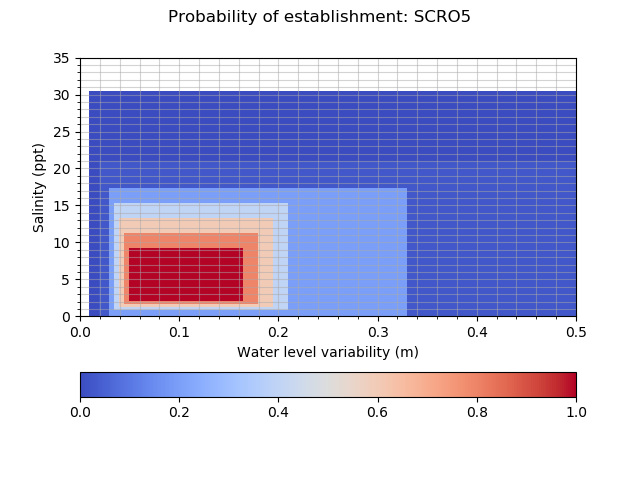 Probability of establishment: SCRO5
35
30
25
20
15
10
5
0
Salinity (ppt)
0.0 0.1 0.2 0.3 0.4 0.5
Water level variability (m)
0.0 0.2 0.4 0.6 0.8 1.0